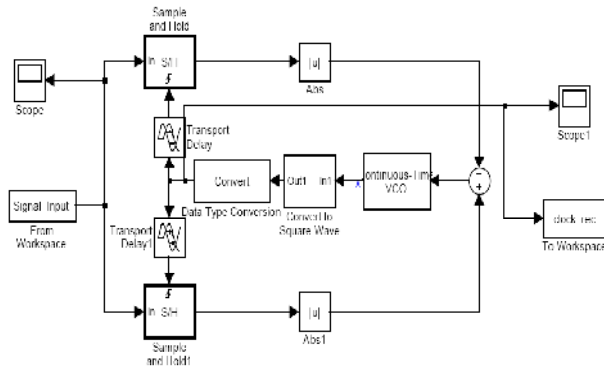 Sample
and Hold
In S/H
|u|
Abs
Scope
Scope1
Transport
Delay
Signal Input
From
Workspace
Convert
Data Type Conversion
Out1 In1
Convert to
Square Wave
Continuous-Time
VCO
−
+
clock rec
To Workspace
Transport
Delay1
In S/H
Sample
and Hold1
|u|
Abs1